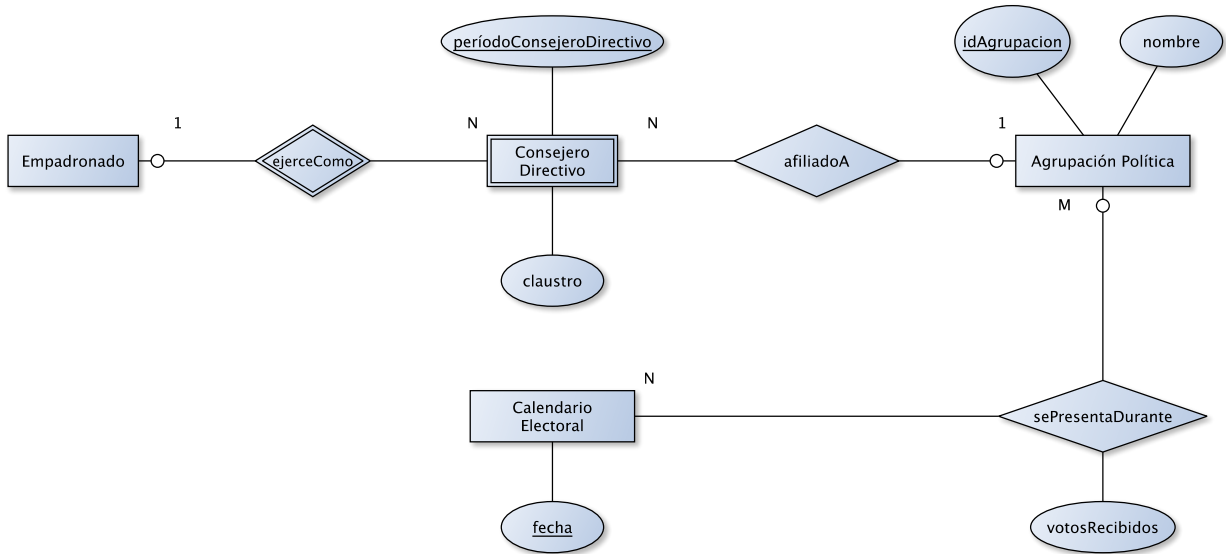 períodoConsejeroDirectivo
idAgrupacion
nombre
1
N
N
1
Empadronado
ejerceComo
Consejero
Directivo
afiliadoA
Agrupación Política
M
claustro
N
Calendario
Electoral
sePresentaDurante
fecha
votosRecibidos